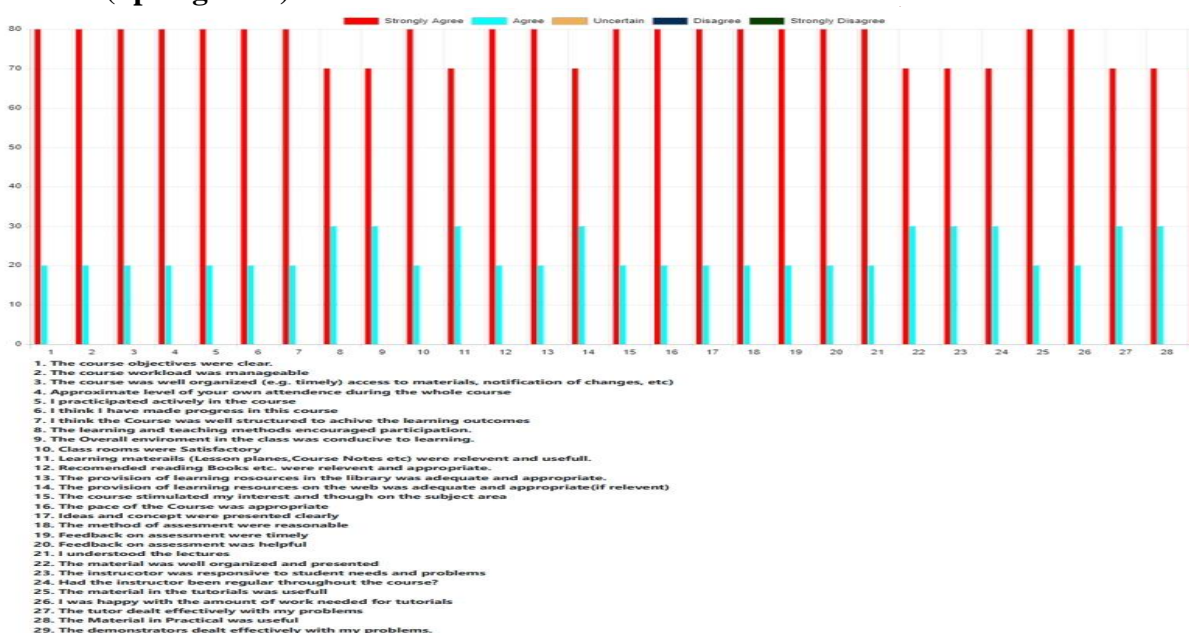 Strongly Agree Agree Uncertain Disagree Strongly Disagree
80
70
60
50
40
30
20
10
0
1 2 3 4 5 6 7 8 9 10 11 12 13 14 15 16 17 18 19 20 21 22 23 24 25 26 27 28
1. The course objectives were clear.
2. The course workload was manageable
3. The course was well organized (e.g. timely) access to materials, notification of changes, etc)
4. Approximate level of your own attendence during the whole course
5. I practicipated actively in the course
6. I think I have made progress in this course
7. I think the Course was well structured to achive the learning outcomes
8. The learning and teaching methods encouraged participation.
9. The Overall enviroment in the class was conducive to learning.
10. Class rooms were Satisfactory
11. Learning materails (Lesson planes,Course Notes etc) were relevent and usefull.
12. Recomended reading Books etc. were relevent and appropriate.
13. The provision of learning rosources in the library was adequate and appropriate.
14. The provision of learning resources on the web was adequate and appropriate(if relevent)
15. The course stimulated my interest and though on the subject area
16. The pace of the Course was appropriate
17. Ideas and concept were presented clearly
18. The method of assesment were reasonable
19. Feedback on assessment were timely
20. Feedback on assessment was helpful
21. I understood the lectures
22. The material was well organized and presented
23. The instrucotor was responsive to student needs and problems
24. Had the instructor been regular throughout the course?
25. The material in the tutorials was usefull
26. I was happy with the amount of work needed for tutorials
27. The tutor dealt effectively with my problems
28. The Material in Practical was useful
29. The demonstrators dealt effectively with my problems.